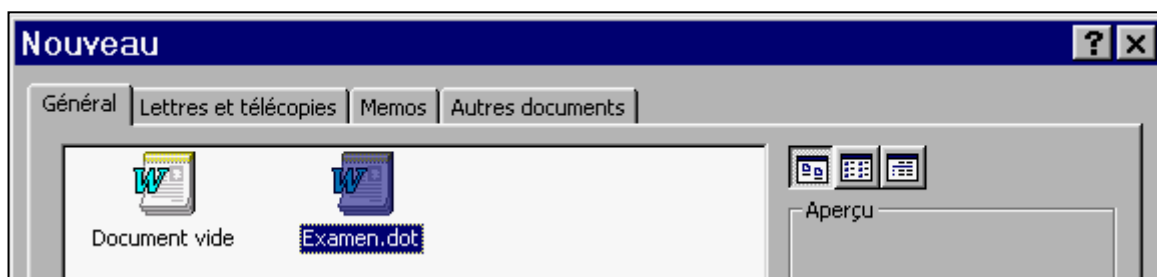 Nouveau
Général Lettres et télécopies Memos Autres documents
Aperçu
Document vide Examen.dot